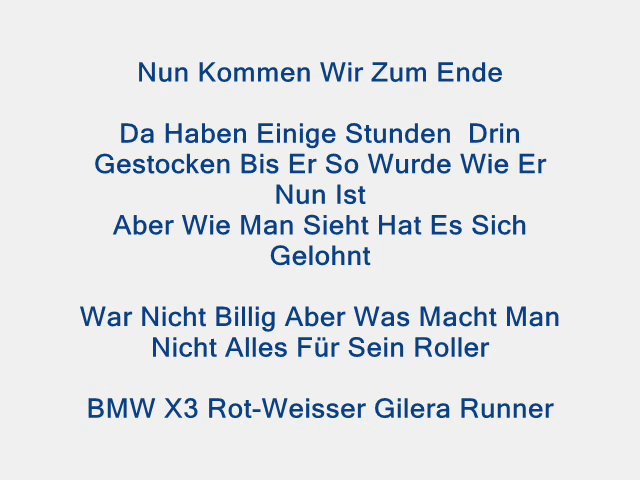 Nun Kommen Wir Zum Ende
Da Haben Einige Stunden  Drin
Gestocken Bis Er So Wurde Wie Er
Nun Ist
Aber Wie Man Sieht Hat Es Sich
Gelohnt
War Nicht Billig Aber Was Macht Man
Nicht Alles Für Sein Roller
BMW X3 Rot-Weisser Gilera Runner